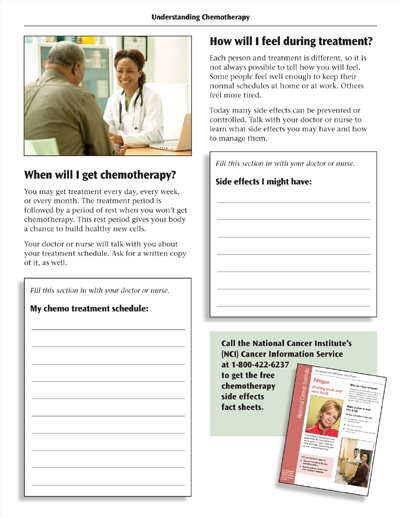 Understanding Chemotherapy
When will I get chemotherapy?
You may get treatment every day, every week,
or every month. The treatment period is
followed by a period of rest when you won't get
chemotherapy. This rest period gives your body
a chance to build healthy new cells.
Your doctor or nurse will talk with you about
your treatment schedule. Ask for a written copy
of it, as well.
Fill this section in with your doctor or nurse.
My chemo treatment schedule:
How will I feel during treatment?
Each person and treatment is different, so it is
not always possible to tell how you will feel.
Some people feel well enough to keep their
normal schedules at home or at work. Others
feel more tired.
Today many side effects can be prevented or
controlled. Talk with your doctor or nurse to
learn what side effects you may have and how
to manage them.
Fill this section in with your doctor or nurse.
Side effects I might have:
Call the National Cancer Institute's
(NCI) Cancer Information Service
at 1-800-422-6237
to get the free
chemotherapy
side effects
fact sheets.
National Cancer Institute
Fatigue
(Feeling weak and
very tired)